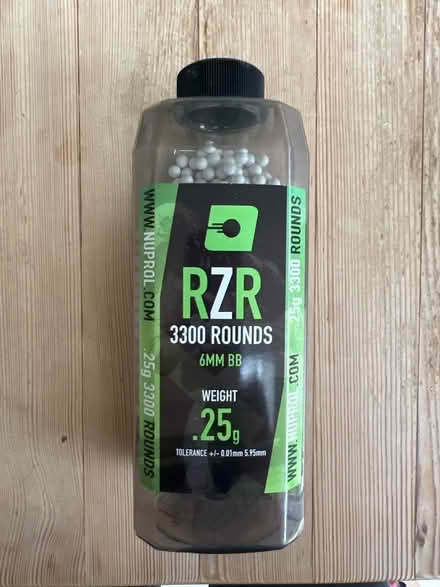 RZR
3300 ROUNDS
6MM BB
WEIGHT
.25g
TOLERANCE +/- 0.01mm 5.95mm
WWW.NUPROL.COM
.25g 3300 ROUNDS
.25g 3300 ROUNDS
WWW.NUPROL.COM